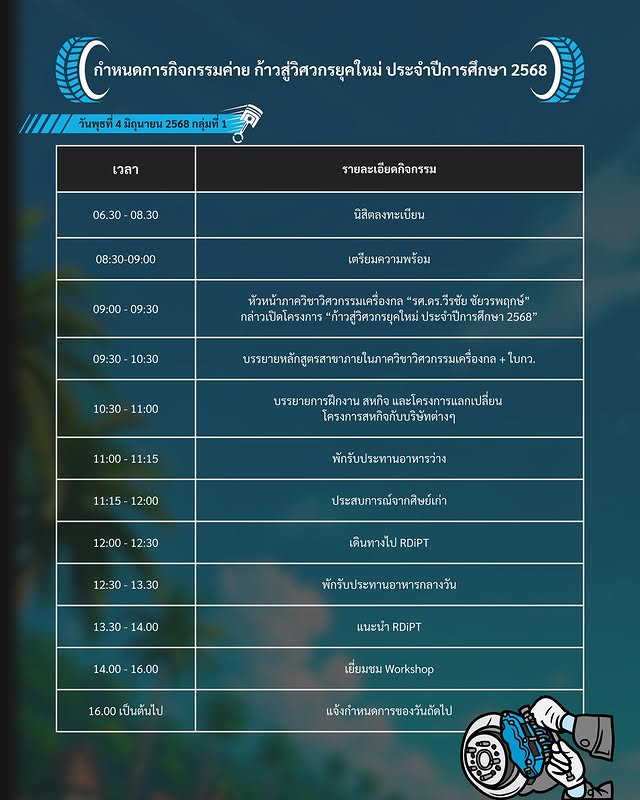 กำหนดการกิจกรรมค่าย ก้าวสู่วิศวกรยุคใหม่ ประจำปีการศึกษา 2568
วันพุธที่ 4 มิถุนายน 2568 กลุ่มที่ 1
เวลา รายละเอียดกิจกรรม
06.30 - 08.30 นิสิตลงทะเบียน
08:30-09:00 เตรียมความพร้อม
09:00 - 09:30 หัวหน้าภาควิชาวิศวกรรมเครื่องกล “รศ.ดร.วีรชัย ชัยวรพฤกษ์”
กล่าวเปิดโครงการ “ก้าวสู่วิศวกรยุคใหม่ ประจำปีการศึกษา 2568”
09:30 - 10:30 บรรยายหลักสูตรสาขาภายในภาควิชาวิศวกรรมเครื่องกล + ใบกว.
10:30 - 11:00 บรรยายการฝึกงาน สหกิจ และโครงการแลกเปลี่ยน
โครงการสหกิจกับบริษัทต่างๆ
11:00 - 11:15 พักรับประทานอาหารว่าง
11:15 - 12:00 ประสบการณ์จากศิษย์เก่า
12:00 - 12:30 เดินทางไป RDiPT
12:30 - 13.30 พักรับประทานอาหารกลางวัน
13.30 - 14.00 แนะนำ RDiPT
14.00 - 16.00 เยี่ยมชม Workshop
16.00 เป็นต้นไป แจ้งกำหนดการของวันถัดไป